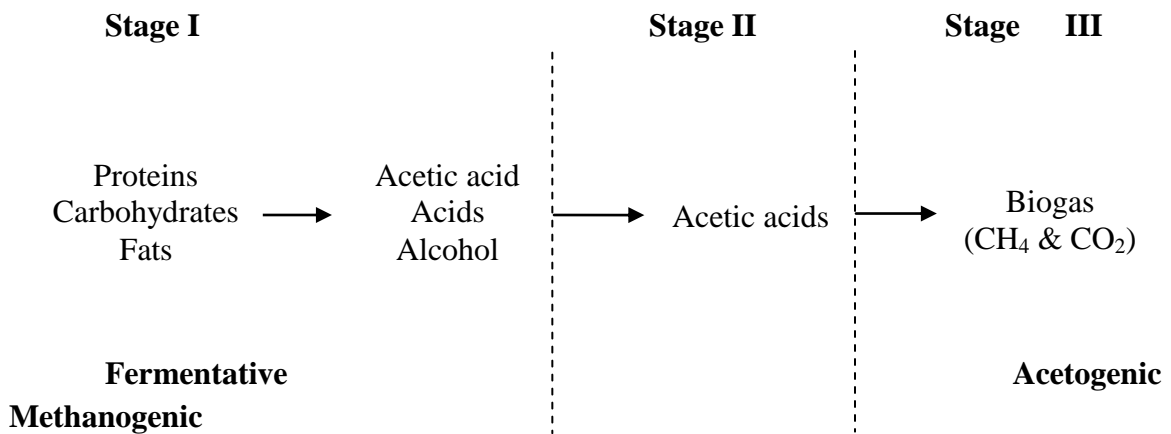 Stage I Stage II Stage III
Proteins
Carbohydrates
Fats
Acetic acid
Acids
Alcohol
Acetic acids
Biogas
(CH₄ & CO₂)
Fermentative Acetogenic
Methanogenic